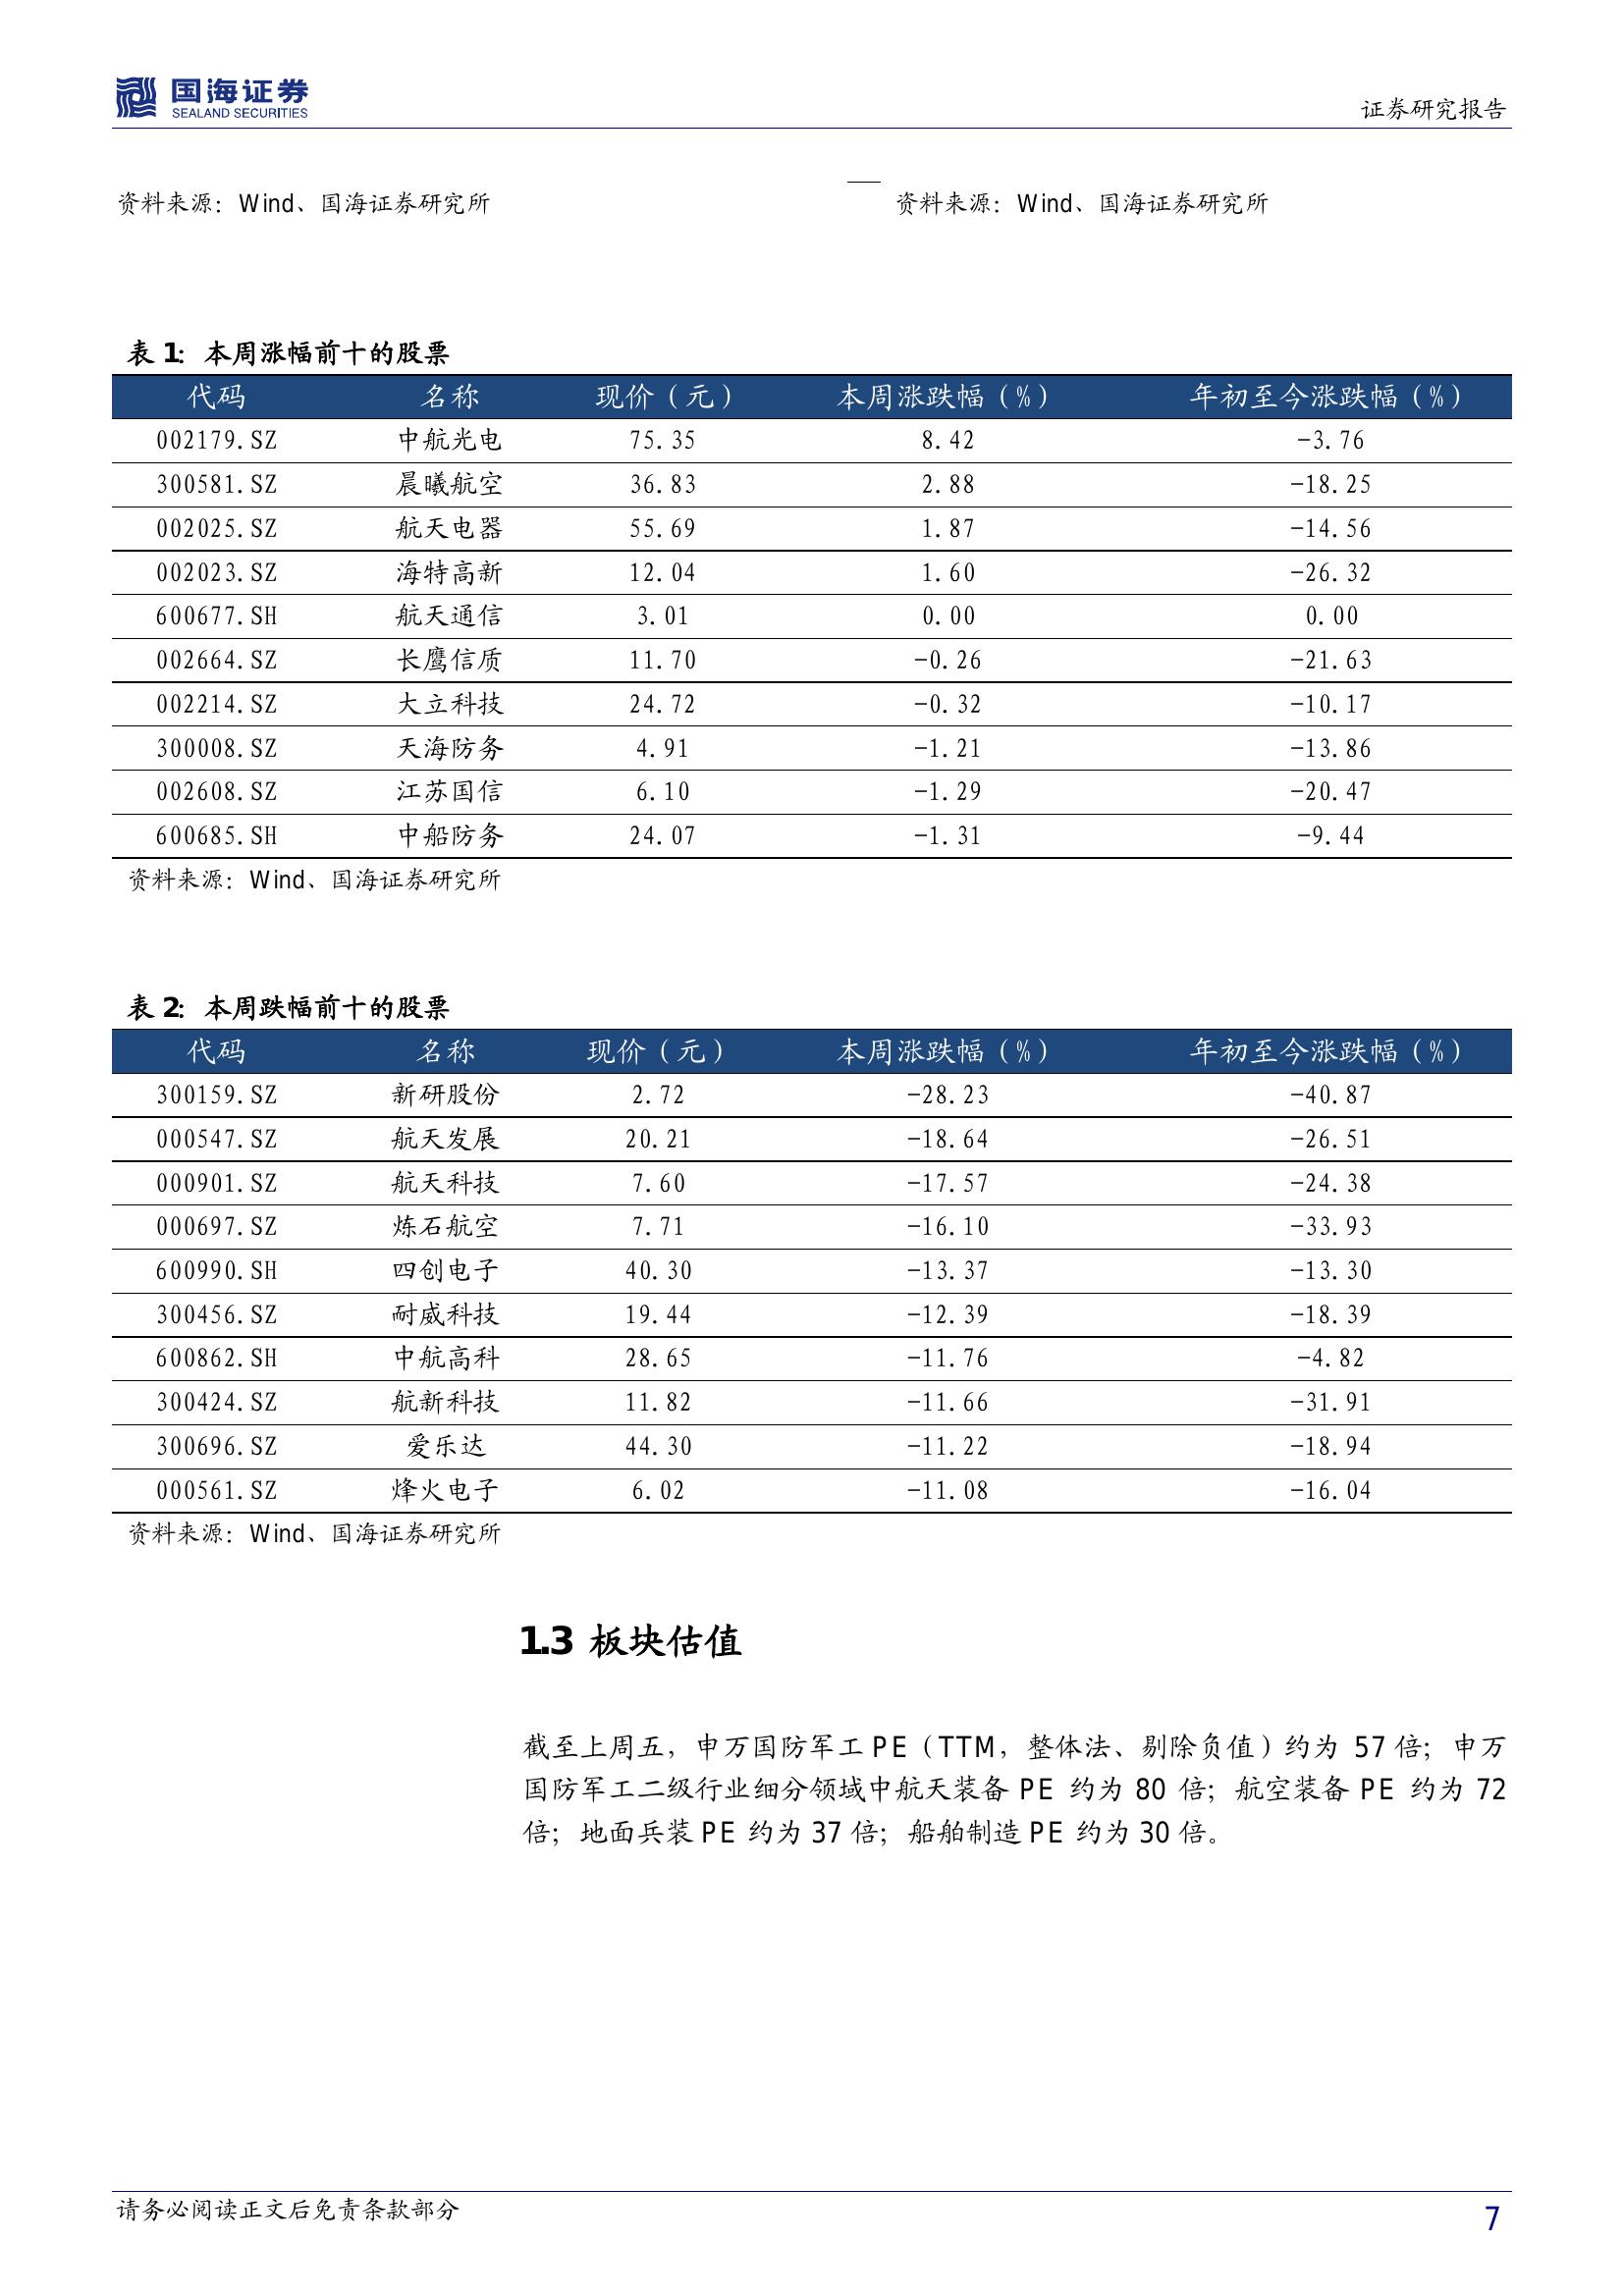 国海证券
SEALAND SECURITIES
证券研究报告
资料来源：Wind、国海证券研究所
资料来源：Wind、国海证券研究所
表 1：本周涨幅前十的股票
代码 名称 现价（元） 本周涨跌幅（%） 年初至今涨跌幅（%）
002179.SZ 中航光电 75.35 8.42 -3.76
300581.SZ 晨曦航空 36.83 2.88 -18.25
002025.SZ 航天电器 55.69 1.87 -14.56
002023.SZ 海特高新 12.04 1.60 -26.32
600677.SH 航天通信 3.01 0.00 0.00
002664.SZ 长鹰信质 11.70 -0.26 -21.63
002214.SZ 大立科技 24.72 -0.32 -10.17
300008.SZ 天海防务 4.91 -1.21 -13.86
002608.SZ 江苏国信 6.10 -1.29 -20.47
600685.SH 中船防务 24.07 -1.31 -9.44
资料来源：Wind、国海证券研究所
表 2：本周跌幅前十的股票
代码 名称 现价（元） 本周涨跌幅（%） 年初至今涨跌幅（%）
300159.SZ 新研股份 2.72 -28.23 -40.87
000547.SZ 航天发展 20.21 -18.64 -26.51
000901.SZ 航天科技 7.60 -17.57 -24.38
000697.SZ 炼石航空 7.71 -16.10 -33.93
600990.SH 四创电子 40.30 -13.37 -13.30
300456.SZ 耐威科技 19.44 -12.39 -18.39
600862.SH 中航高科 28.65 -11.76 -4.82
300424.SZ 航新科技 11.82 -11.66 -31.91
300696.SZ 爱乐达 44.30 -11.22 -18.94
000561.SZ 烽火电子 6.02 -11.08 -16.04
资料来源：Wind、国海证券研究所
1.3 板块估值
截至上周五，申万国防军工 PE（TTM，整体法、剔除负值）约为 57 倍；申万
国防军工二级行业细分领域中航天装备 PE 约为 80 倍；航空装备 PE 约为 72
倍；地面兵装 PE 约为 37 倍；船舶制造 PE 约为 30 倍。
请务必阅读正文后免责条款部分
7